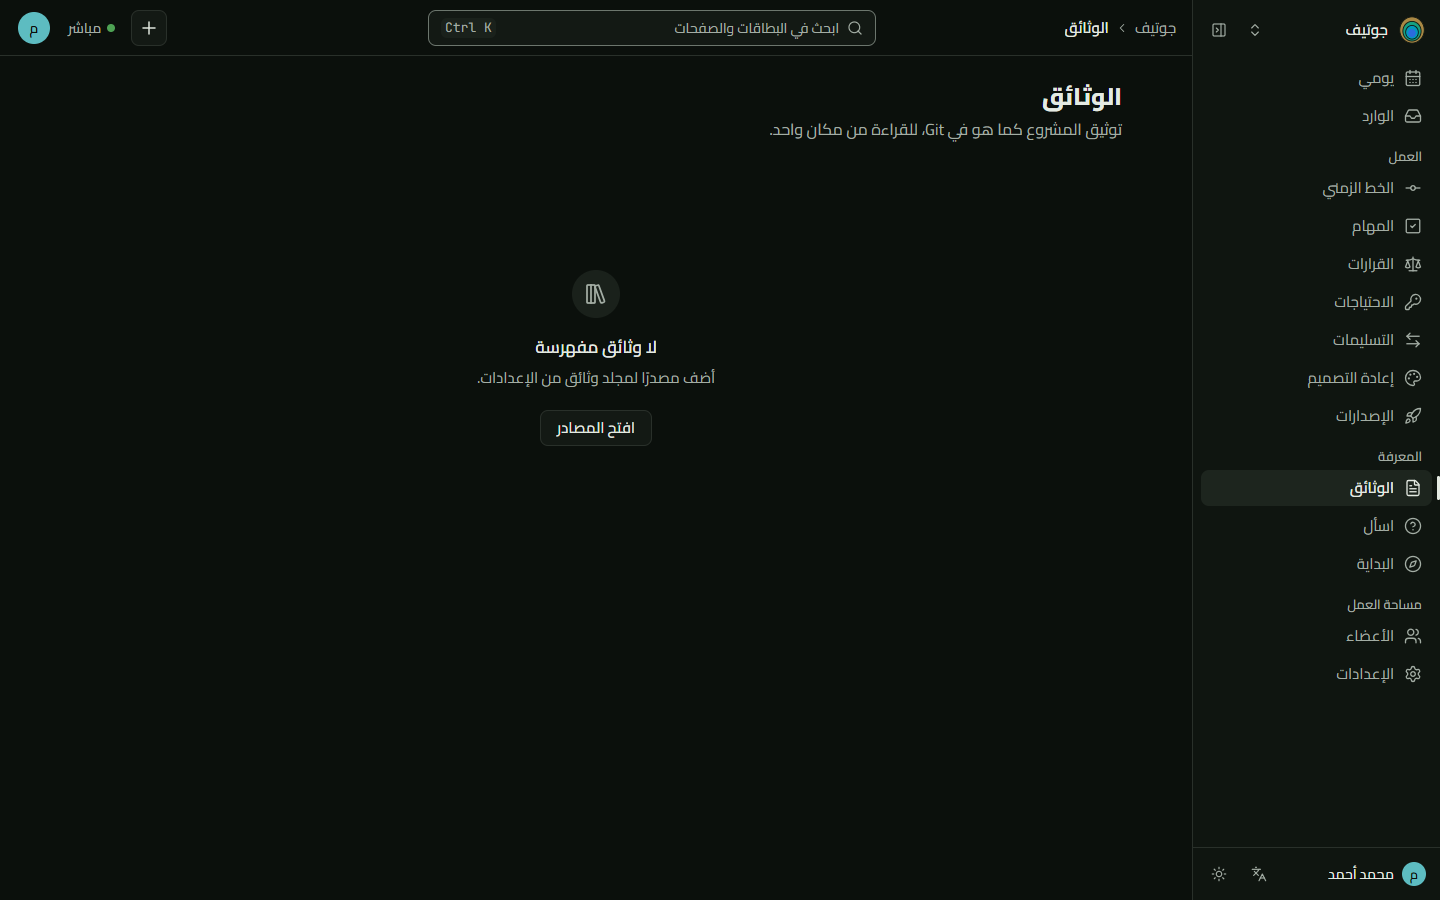 جوتيف
يومي
الوارد
العمل
الخط الزمني
المهام
القرارات
الاحتياجات
التسليمات
إعادة التصميم
الإصدارات
المعرفة
الوثائق
اسأل
البداية
مساحة العمل
الأعضاء
الإعدادات
م محمد أحمد
جوتيف › الوثائق
ابحث في البطاقات والصفحات Ctrl K
مباشر
م
الوثائق
توثيق المشروع كما هو في Git، للقراءة من مكان واحد.
لا وثائق مفهرسة
أضف مصدرًا لمجلد وثائق من الإعدادات.
افتح المصادر